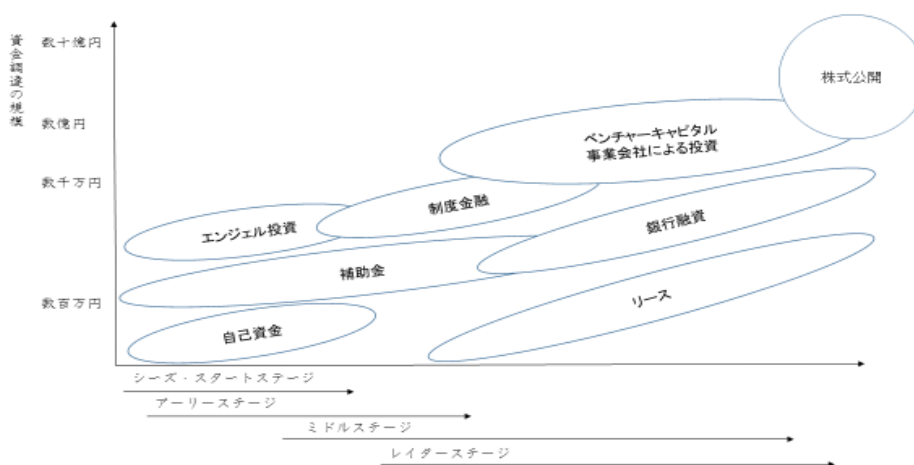 資金調達の規模
数十億円
数億円
数千万円
数百万円
株式公開
ベンチャーキャピタル
事業会社による投資
制度金融
エンジェル投資
銀行融資
補助金
リース
自己資金
シーズ・スタートステージ
アーリーステージ
ミドルステージ
レイターステージ